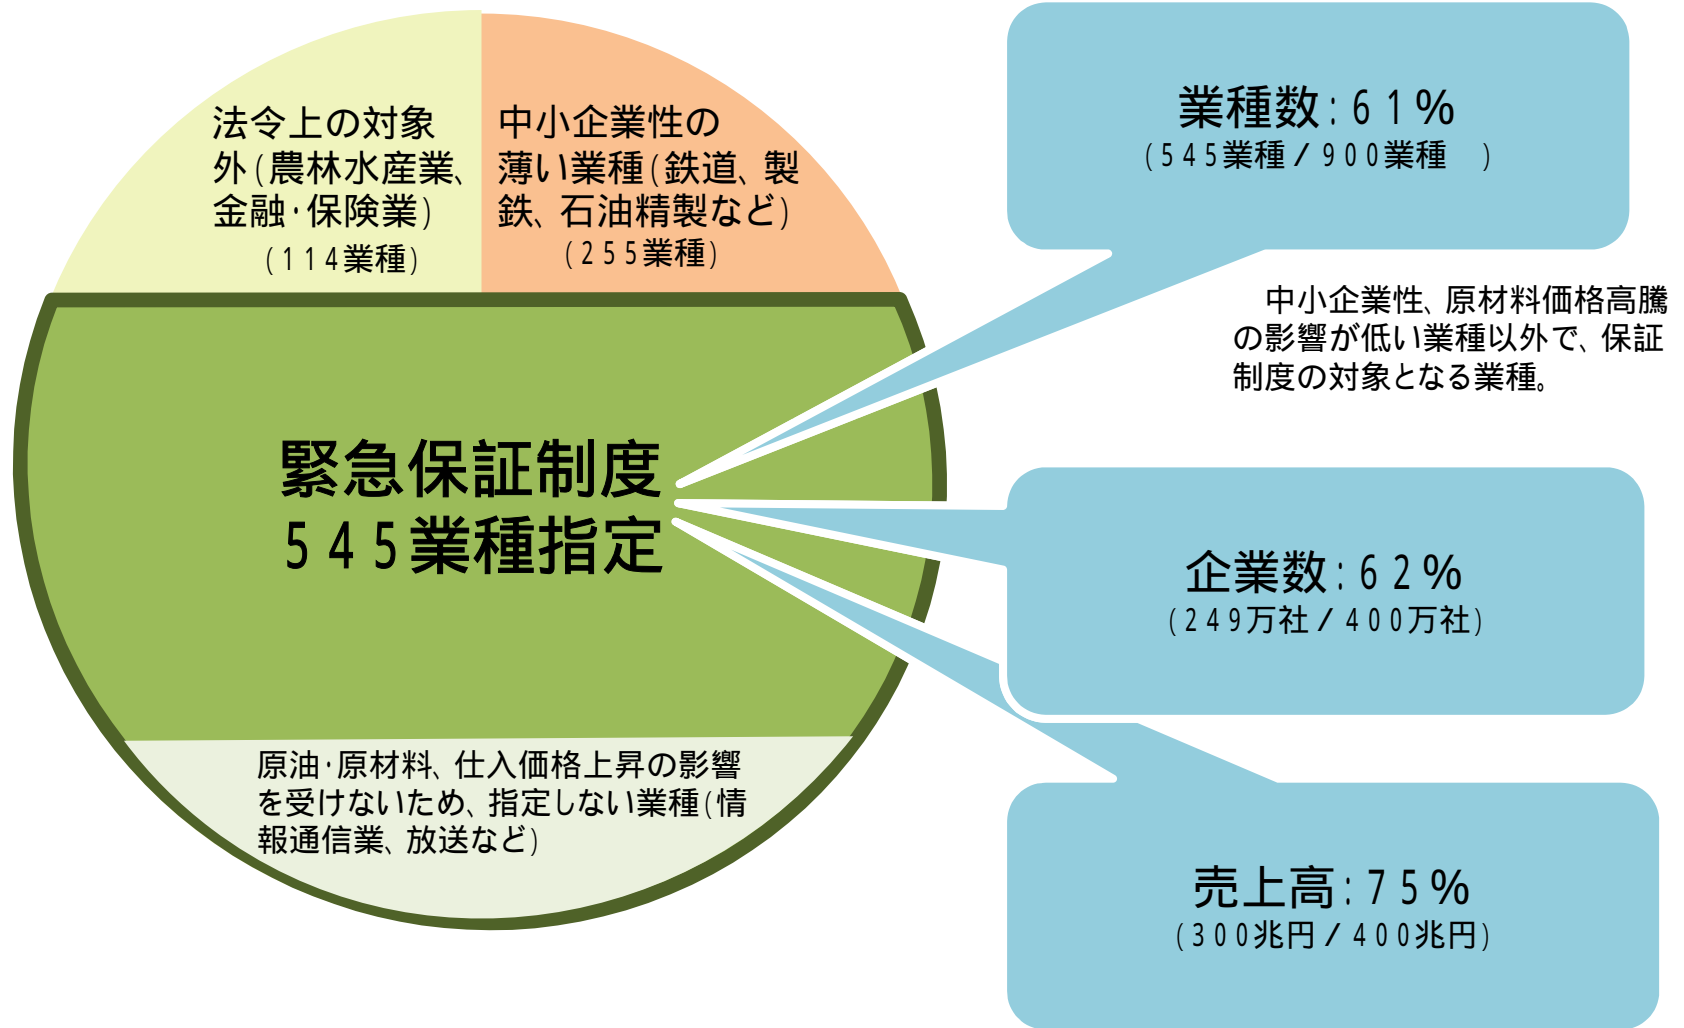 法令上の対象
外(農林水産業、
金融・保険業)
(114業種)
中小企業性の
薄い業種(鉄道、製
鉄、石油精製など)
(255業種)
緊急保証制度
545業種指定
原油・原材料、仕入価格上昇の影響
を受けないため、指定しない業種(情
報通信業、放送など)
業種数:61%
(545業種/900業種　)
中小企業性、原材料価格高騰
の影響が低い業種以外で、保証
制度の対象となる業種。
企業数:62%
(249万社/400万社)
売上高:75%
(300兆円/400兆円)